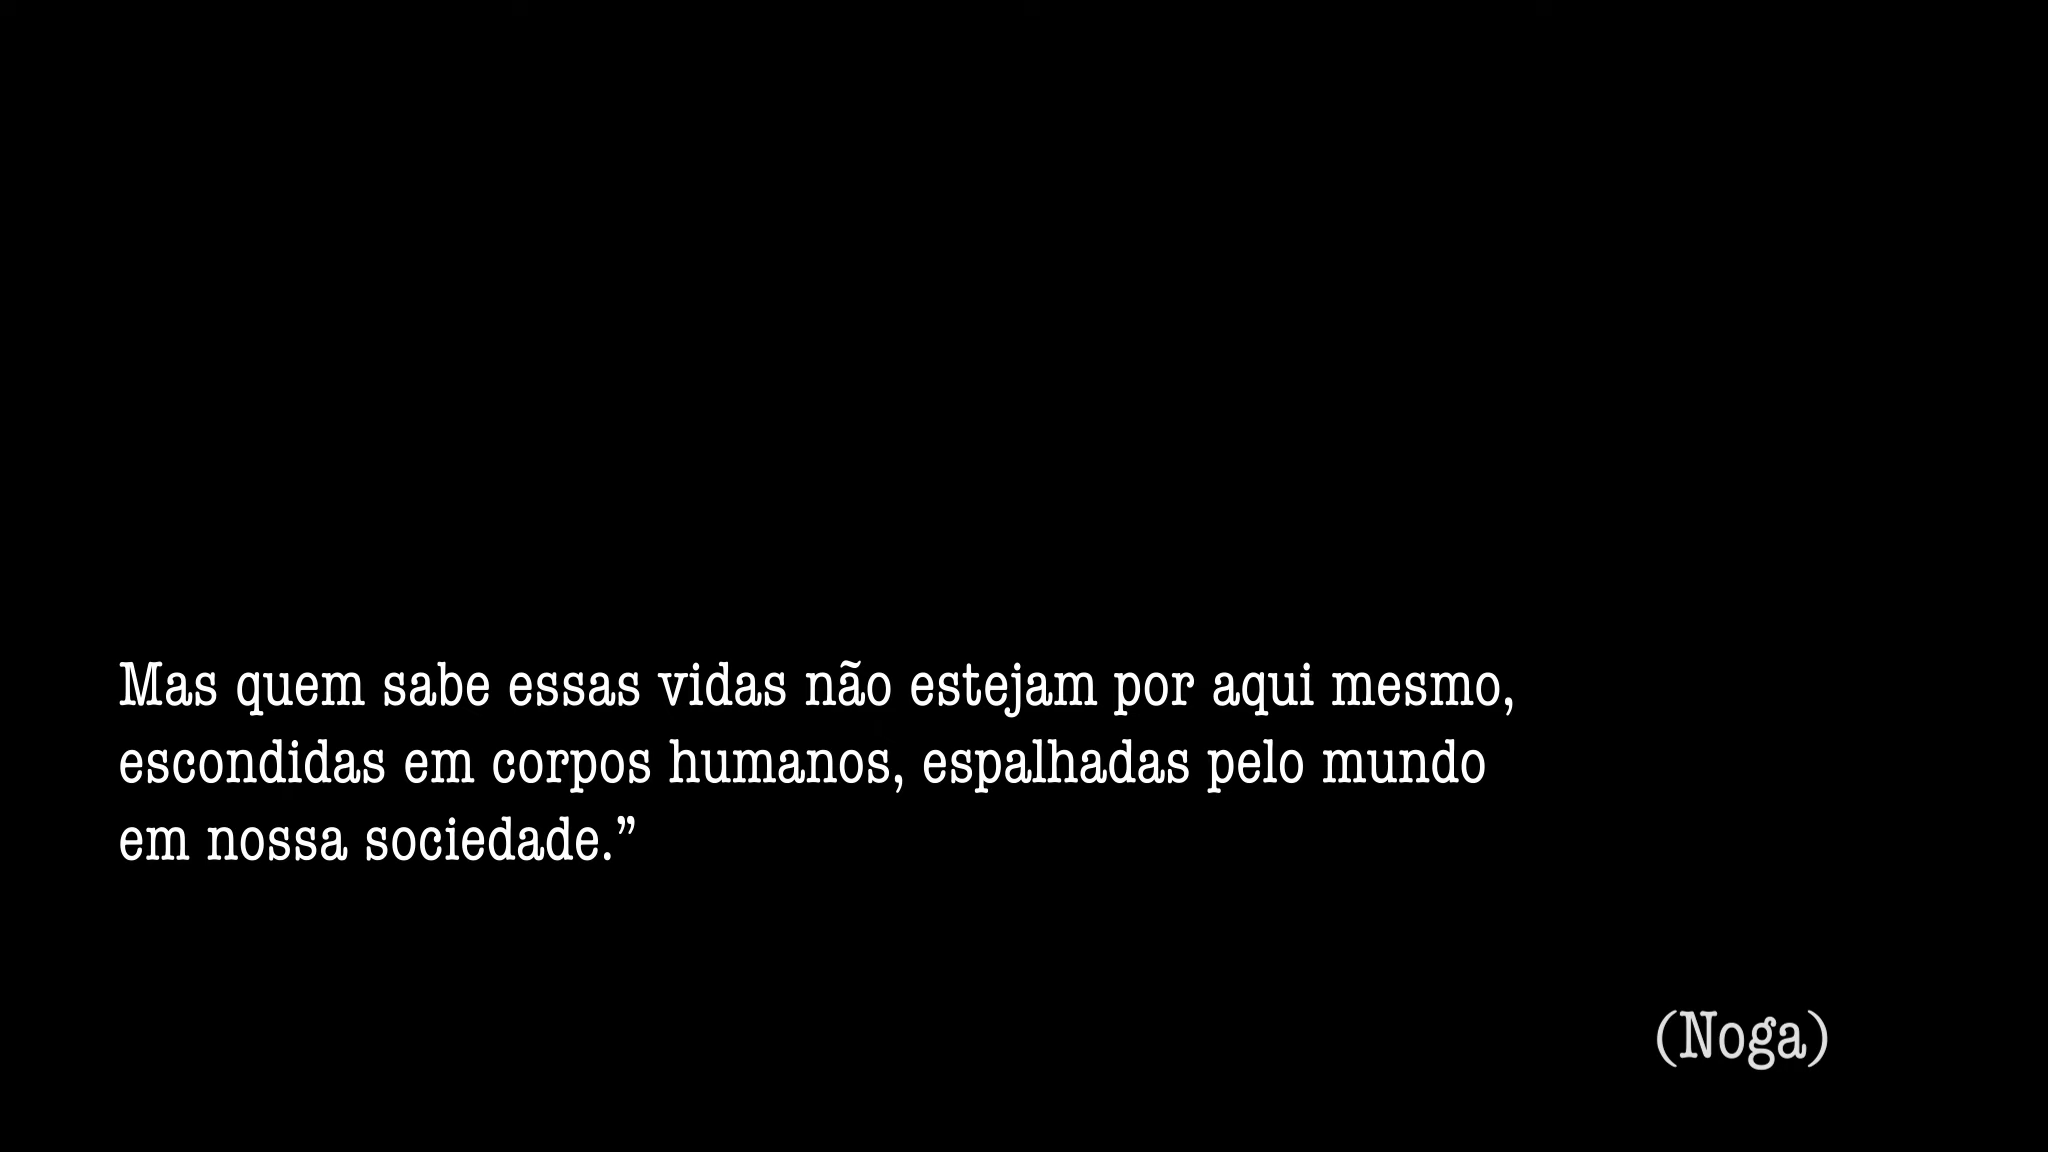 Mas quem sabe essas vidas não estejam por aqui mesmo,
escondidas em corpos humanos, espalhadas pelo mundo
em nossa sociedade.”
(Noga)